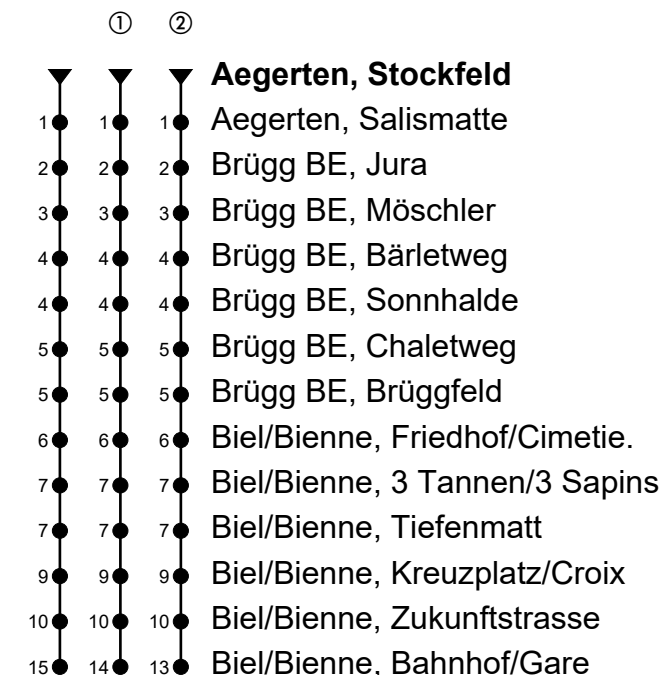 ① ②
Aegerten, Stockfeld
1 1 1 Aegerten, Salismatte
2 2 2 Brügg BE, Jura
3 3 3 Brügg BE, Möschler
4 4 4 Brügg BE, Bärletweg
4 4 4 Brügg BE, Sonnhalde
5 5 5 Brügg BE, Chaletweg
5 5 5 Brügg BE, Brüggfeld
6 6 6 Biel/Bienne, Friedhof/Cimetie.
7 7 7 Biel/Bienne, 3 Tannen/3 Sapins
7 7 7 Biel/Bienne, Tiefenmatt
9 9 9 Biel/Bienne, Kreuzplatz/Croix
10 10 10 Biel/Bienne, Zukunftstrasse
15 14 13 Biel/Bienne, Bahnhof/Gare